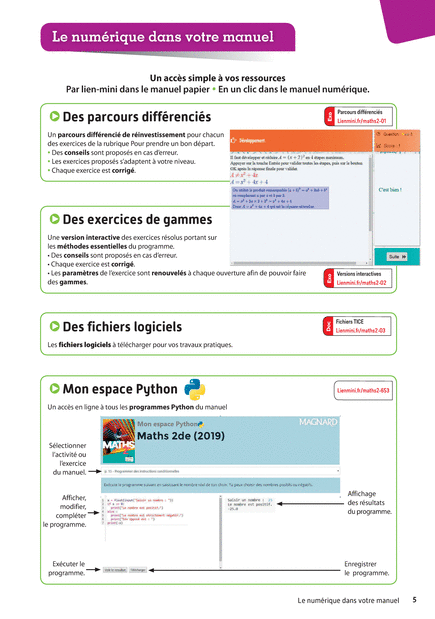 Le numérique dans votre manuel
Un accès simple à vos ressources
Par lien-mini dans le manuel papier • En un clic dans le manuel numérique.
Des parcours différenciés
Exo
Parcours différenciés
Lienmini.fr/maths2-01
Un parcours différencié de réinvestissement pour chacun
des exercices de la rubrique Pour prendre un bon départ.
• Des conseils sont proposés en cas d'erreur.
• Les exercices proposés s'adaptent à votre niveau.
• Chaque exercice est corrigé.
Développement
Il faut développer et réduire A = (x + 2)² en 4 étapes maximum.
Appuyer sur la touche Entrée pour valider toutes les étapes, puis sur le bouton
OK après la réponse finale pour valider.
A = x² + 4x
A = x² + 4x + 4
C'est bien !
Suite
Des exercices de gammes
Une version interactive des exercices résolus portant sur
les méthodes essentielles du programme.
• Des conseils sont proposés en cas d'erreur.
• Chaque exercice est corrigé.
• Les paramètres de l'exercice sont renouvelés à chaque ouverture afin de pouvoir faire
des gammes.
Exo
Versions interactives
Lienmini.fr/maths2-02
Des fichiers logiciels
Doc
Fichiers TICE
Lienmini.fr/maths2-03
Les fichiers logiciels à télécharger pour vos travaux pratiques.
Mon espace Python
Lienmini.fr/maths2-653
Un accès en ligne à tous les programmes Python du manuel
Mon espace Python
MAGNARD
Maths 2de (2019)
MATHS
Sélectionner
l'activité ou
l'exercice
du manuel.
Afficher,
modifier,
compléter
le programme.
Affichage
des résultats
du programme.
Exécuter le
programme.
Enregistrer
le programme.
Le numérique dans votre manuel 5